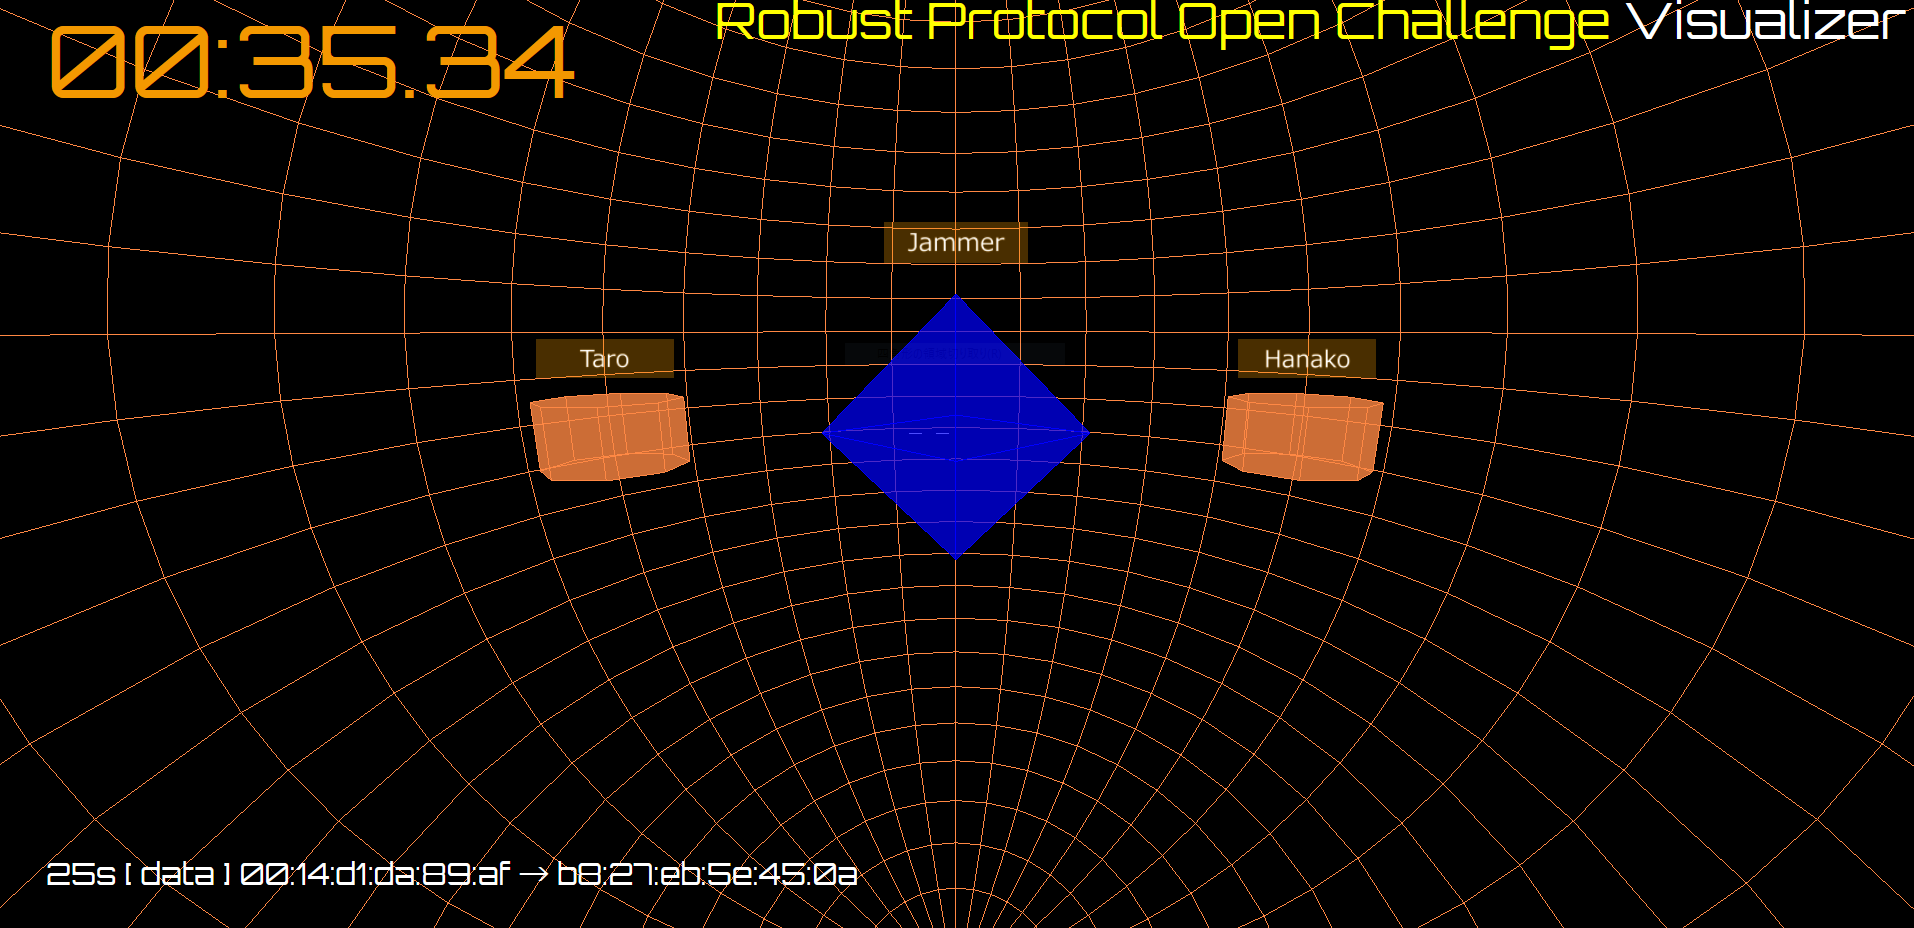 Robust Protocol Open Challenge Visualizer
00:35.34
Jammer
Taro
Hanako
25s [ data ] 00:14:d1:da:89:af → b8:27:eb:5e:45:0a